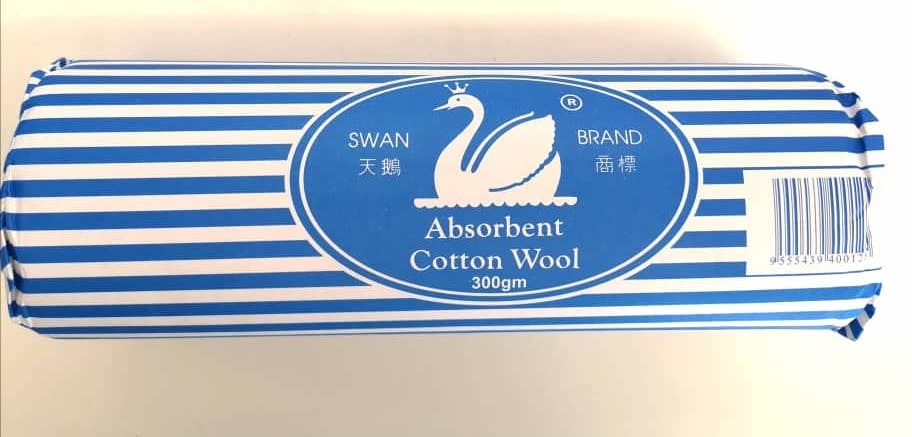 ®
SWAN
天鵝
BRAND
商標
Absorbent
Cotton Wool
300gm